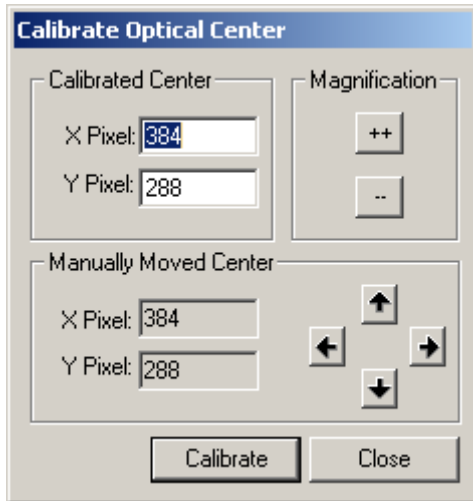 Calibrate Optical Center
Calibrated Center
X Pixel: 384
Y Pixel: 288
Magnification
++
--
Manually Moved Center
X Pixel: 384
Y Pixel: 288
Calibrate
Close